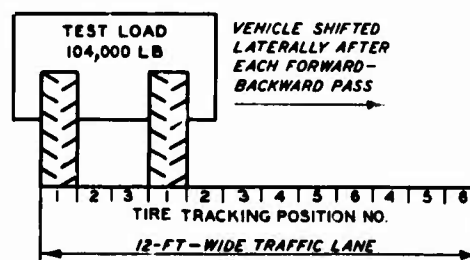 TEST LOAD
104,000 LB
VEHICLE SHIFTED
LATERALLY AFTER
EACH FORWARD-
BACKWARD PASS
1 2 3 1 2 3 4 5 6 4 5 6
TIRE TRACKING POSITION NO.
12-FT-WIDE TRAFFIC LANE